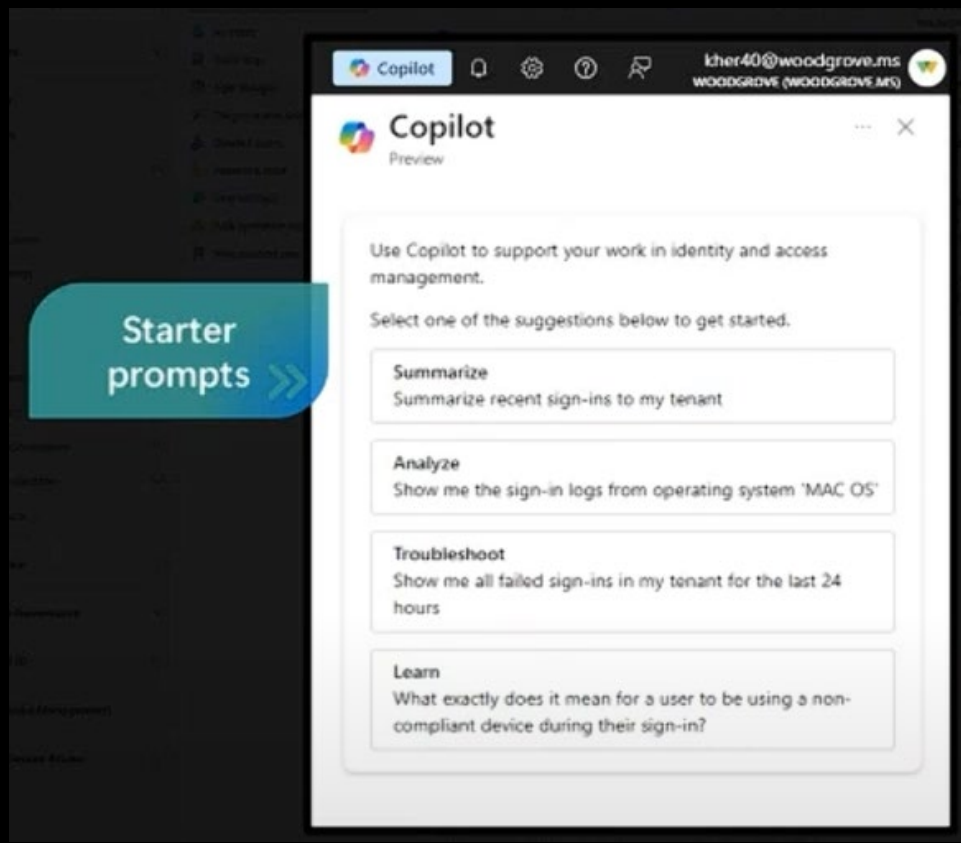 Copilot
kher40@woodgrove.ms
WOODGROVE (WOODGROVE.MS)
Copilot
Preview
Use Copilot to support your work in identity and access
management.
Select one of the suggestions below to get started.
Starter
prompts
Summarize
Summarize recent sign-ins to my tenant
Analyze
Show me the sign-in logs from operating system 'MAC OS'
Troubleshoot
Show me all failed sign-ins in my tenant for the last 24
hours
Learn
What exactly does it mean for a user to be using a non-
compliant device during their sign-in?